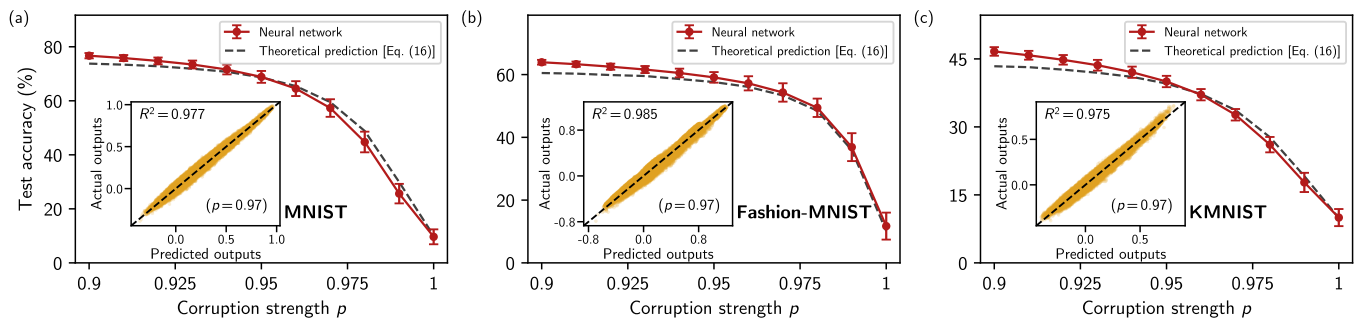 (a)
Neural network
Theoretical prediction [Eq. (16)]
Test accuracy (%)
80
60
40
20
0
0.9
0.925
0.95
0.975
1
Corruption strength p
R² = 0.977
(p = 0.97)
Actual outputs
1.0
0.5
0.0
0.0
0.5
1.0
Predicted outputs
MNIST
(b)
Neural network
Theoretical prediction [Eq. (16)]
60
40
20
0
0.9
0.925
0.95
0.975
1
Corruption strength p
R² = 0.985
(p = 0.97)
Actual outputs
0.8
0.0
-0.8
-0.8
0.0
0.8
Predicted outputs
Fashion-MNIST
(c)
Neural network
Theoretical prediction [Eq. (16)]
45
30
15
0
0.9
0.925
0.95
0.975
1
Corruption strength p
R² = 0.975
(p = 0.97)
Actual outputs
0.5
0.0
0.0
0.5
Predicted outputs
KMNIST